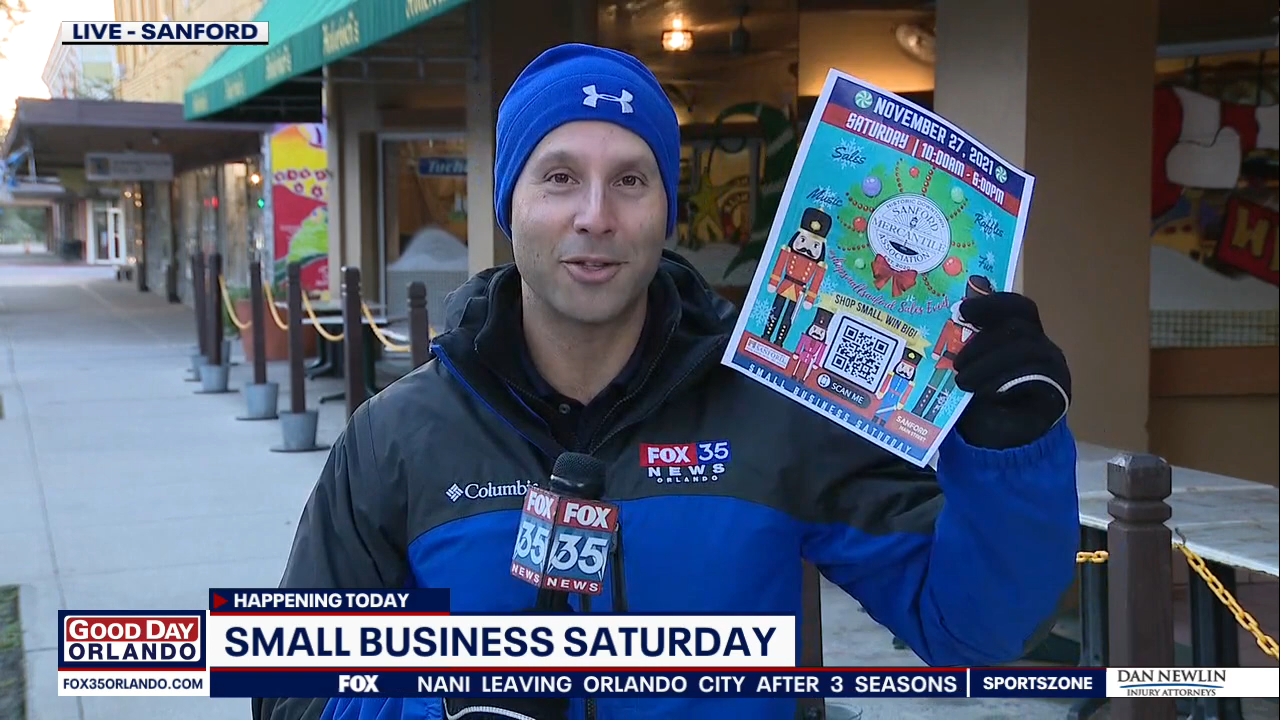 LIVE - SANFORD
NOVEMBER 27, 2021
SATURDAY | 10:00AM - 6:00PM
Sales
Music
Raffle
Fun
SANFORD
MERCANTILE
ASSOCIATION
SHOP SMALL, WIN BIG!
SCAN ME
SANFORD
MAIN STREET
SMALL BUSINESS SATURDAY
Columbia
FOX 35
NEWS
ORLANDO
FOX
35
NEWS
FOX
35
NEWS
HAPPENING TODAY
GOOD DAY
ORLANDO
SMALL BUSINESS SATURDAY
FOX35ORLANDO.COM
FOX NANI LEAVING ORLANDO CITY AFTER 3 SEASONS
SPORTSZONE
DAN NEWLIN
INJURY ATTORNEYS